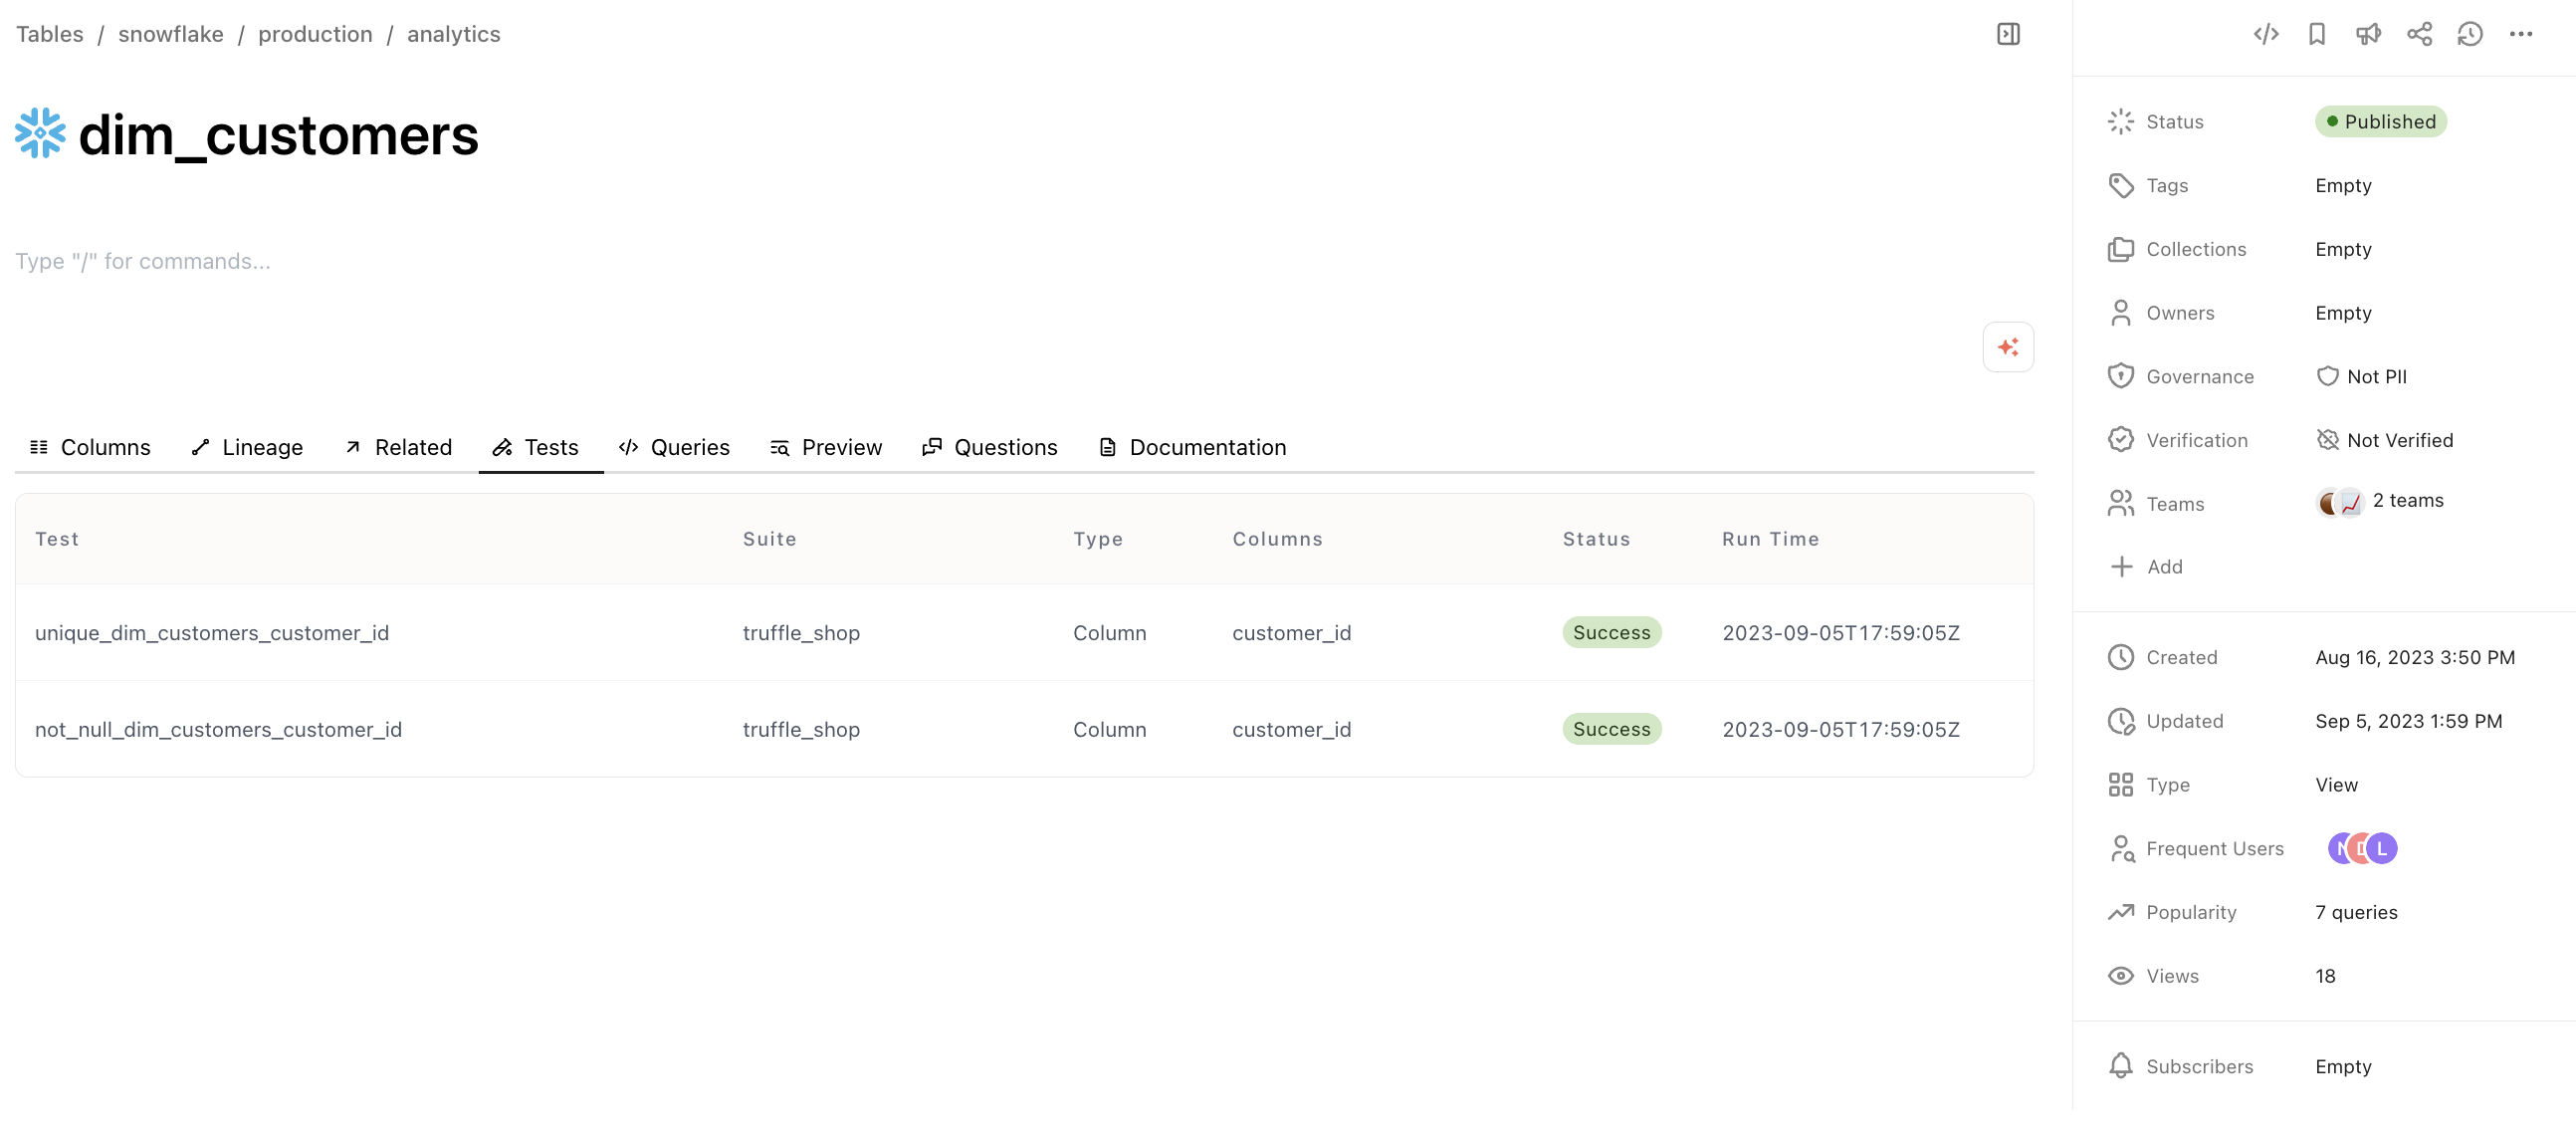 Tables / snowflake / production / analytics
dim_customers
Type "/" for commands...
Columns Lineage Related Tests Queries Preview Questions Documentation
Test Suite Type Columns Status Run Time
unique_dim_customers_customer_id truffle_shop Column customer_id Success 2023-09-05T17:59:05Z
not_null_dim_customers_customer_id truffle_shop Column customer_id Success 2023-09-05T17:59:05Z
Status Published
Tags Empty
Collections Empty
Owners Empty
Governance Not PII
Verification Not Verified
Teams 2 teams
Add
Created Aug 16, 2023 3:50 PM
Updated Sep 5, 2023 1:59 PM
Type View
Frequent Users L
Popularity 7 queries
Views 18
Subscribers Empty